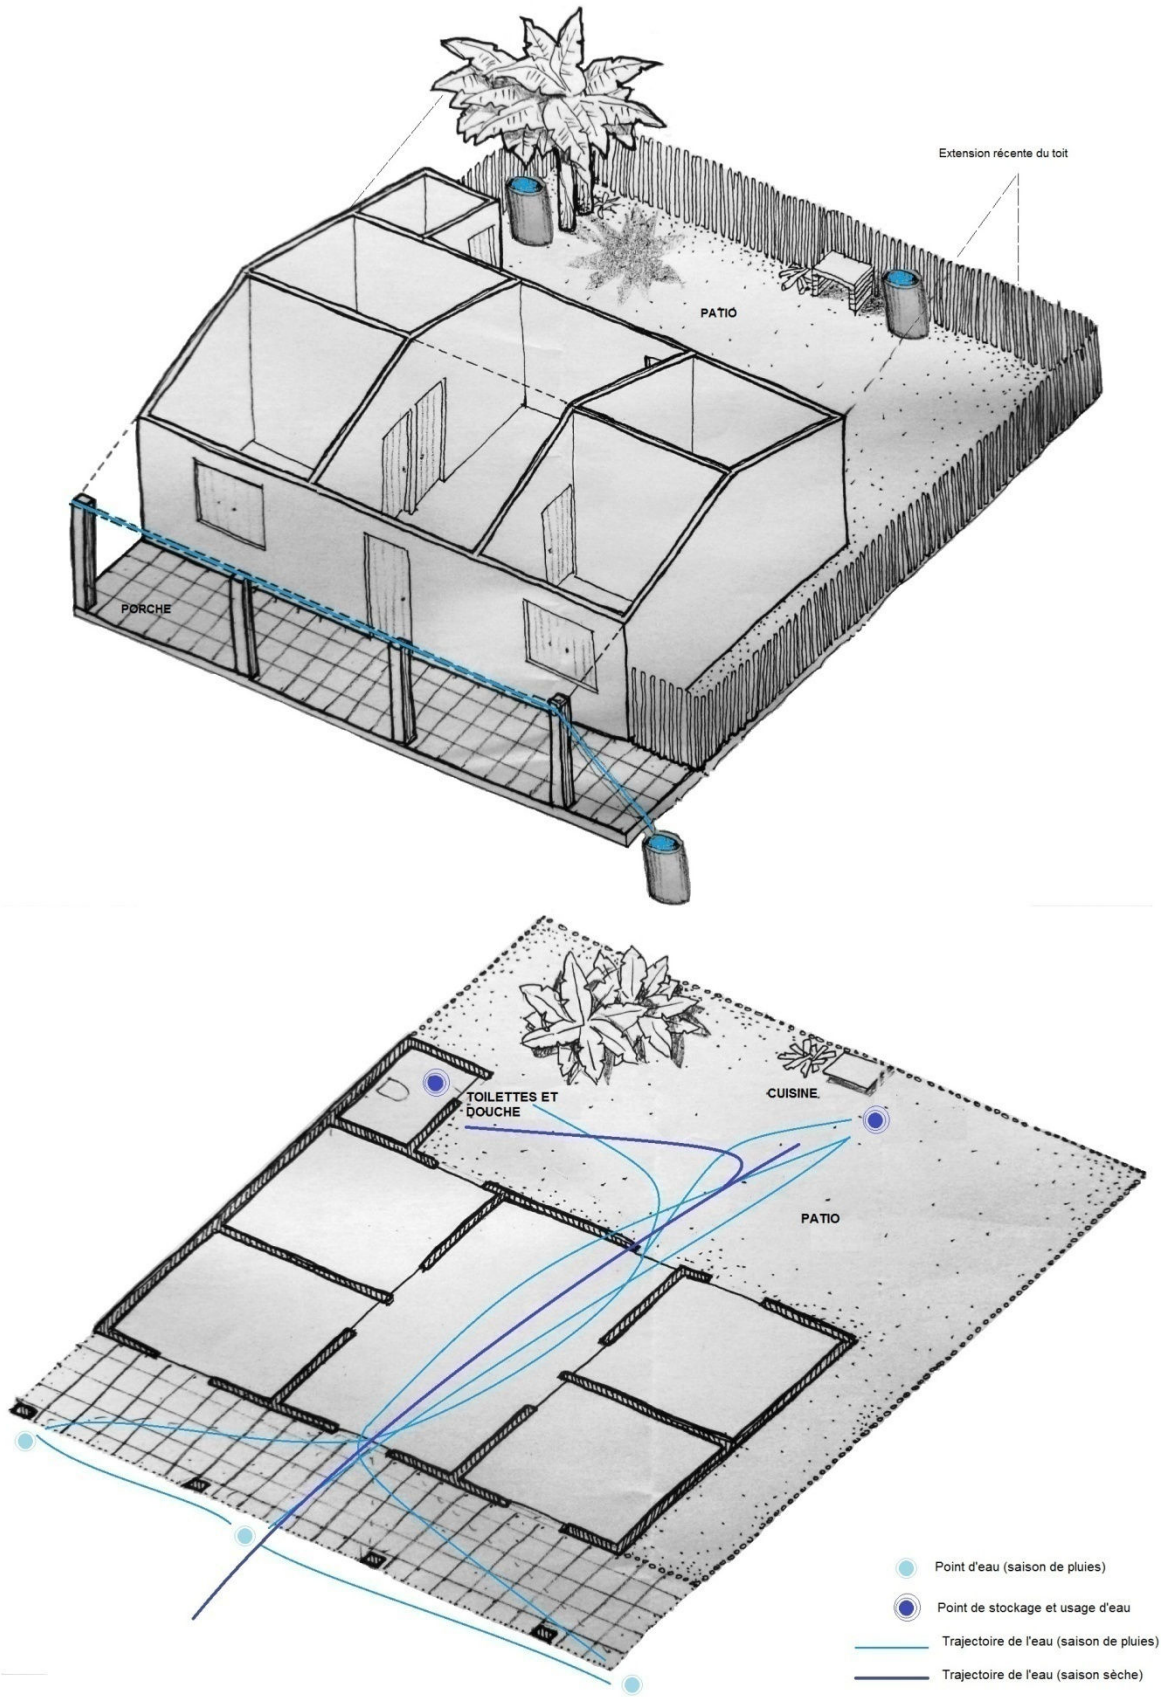 Extension récente du toit
PATIO
PORCHE
TOILETTES ET
DOUCHE
CUISINE
PATIO
Point d'eau (saison de pluies)
Point de stockage et usage d'eau
Trajectoire de l'eau (saison de pluies)
Trajectoire de l'eau (saison sèche)